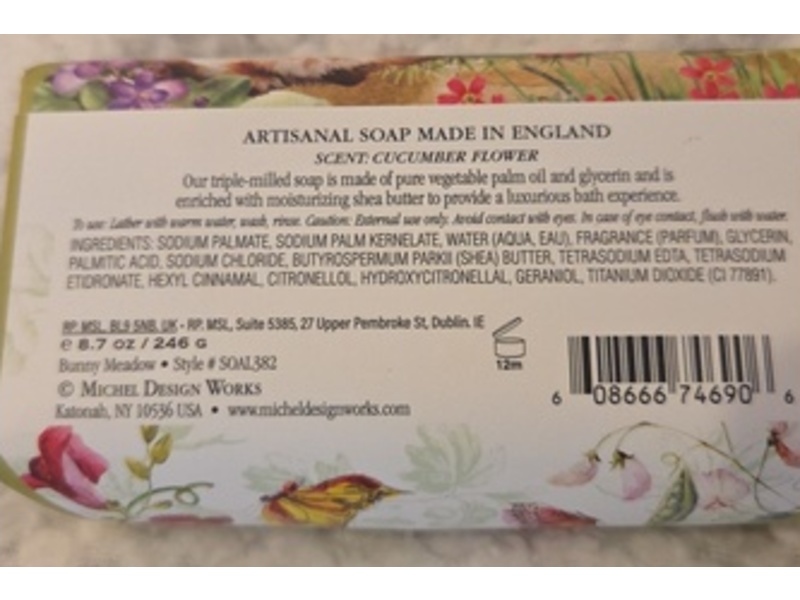 ARTISANAL SOAP MADE IN ENGLAND
SCENT: CUCUMBER FLOWER
Our triple-milled soap is made of pure vegetable palm oil and glycerin and is
enriched with moisturizing shea butter to provide a luxurious bath experience.
To use: Lather with warm water, wash, rinse. Caution: External use only. Avoid contact with eyes. In case of eye contact, flush with water.
INGREDIENTS: SODIUM PALMATE, SODIUM PALM KERNELATE, WATER (AQUA, EAU), FRAGRANCE (PARFUM), GLYCERIN,
PALMITIC ACID, SODIUM CHLORIDE, BUTYROSPERMUM PARKII (SHEA) BUTTER, TETRASODIUM EDTA, TETRASODIUM
ETIDRONATE, HEXYL CINNAMAL, CITRONELLOL, HYDROXYCITRONELLAL, GERANIOL, TITANIUM DIOXIDE (CI 77891).
RP. MSL, BL9 5NB, UK - RP. MSL, Suite 5385, 27 Upper Pembroke St, Dublin. IE
e 8.7 oz / 246 G
Bunny Meadow • Style # SOAL382
© MICHEL DESIGN WORKS
Katonah, NY 10536 USA • www.micheldesignworks.com
12m
6 08666 74690 6